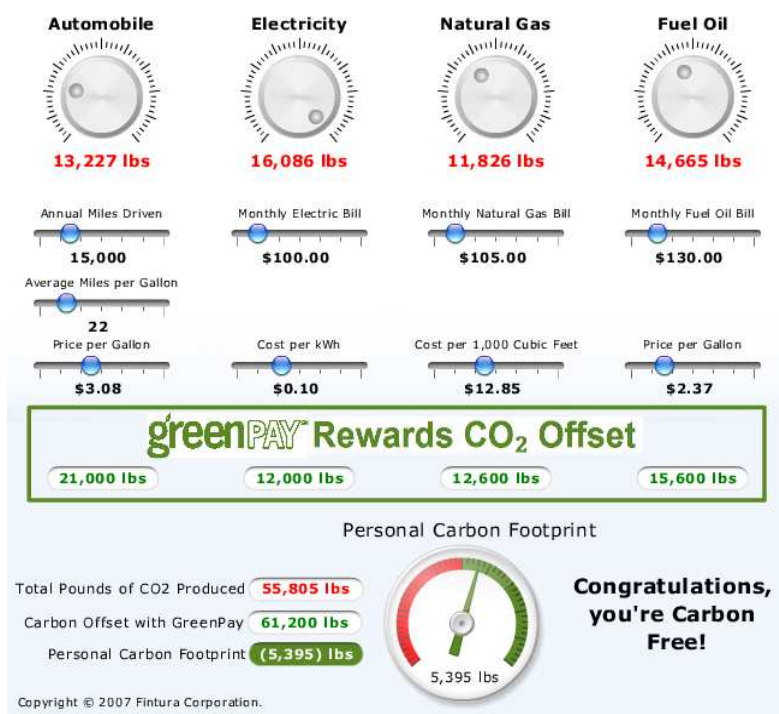 Automobile Electricity Natural Gas Fuel Oil
13,227 lbs 16,086 lbs 11,826 lbs 14,665 lbs
Annual Miles Driven Monthly Electric Bill Monthly Natural Gas Bill Monthly Fuel Oil Bill
15,000 $100.00 $105.00 $130.00
Average Miles per Gallon
22
Price per Gallon Cost per kWh Cost per 1,000 Cubic Feet Price per Gallon
$3.08 $0.10 $12.85 $2.37
greenPAY™ Rewards CO₂ Offset
21,000 lbs 12,000 lbs 12,600 lbs 15,600 lbs
Personal Carbon Footprint
Total Pounds of CO2 Produced 55,805 lbs
Carbon Offset with GreenPay 61,200 lbs
Personal Carbon Footprint (5,395) lbs
5,395 lbs
Congratulations,
you're Carbon
Free!
Copyright © 2007 Fintura Corporation.